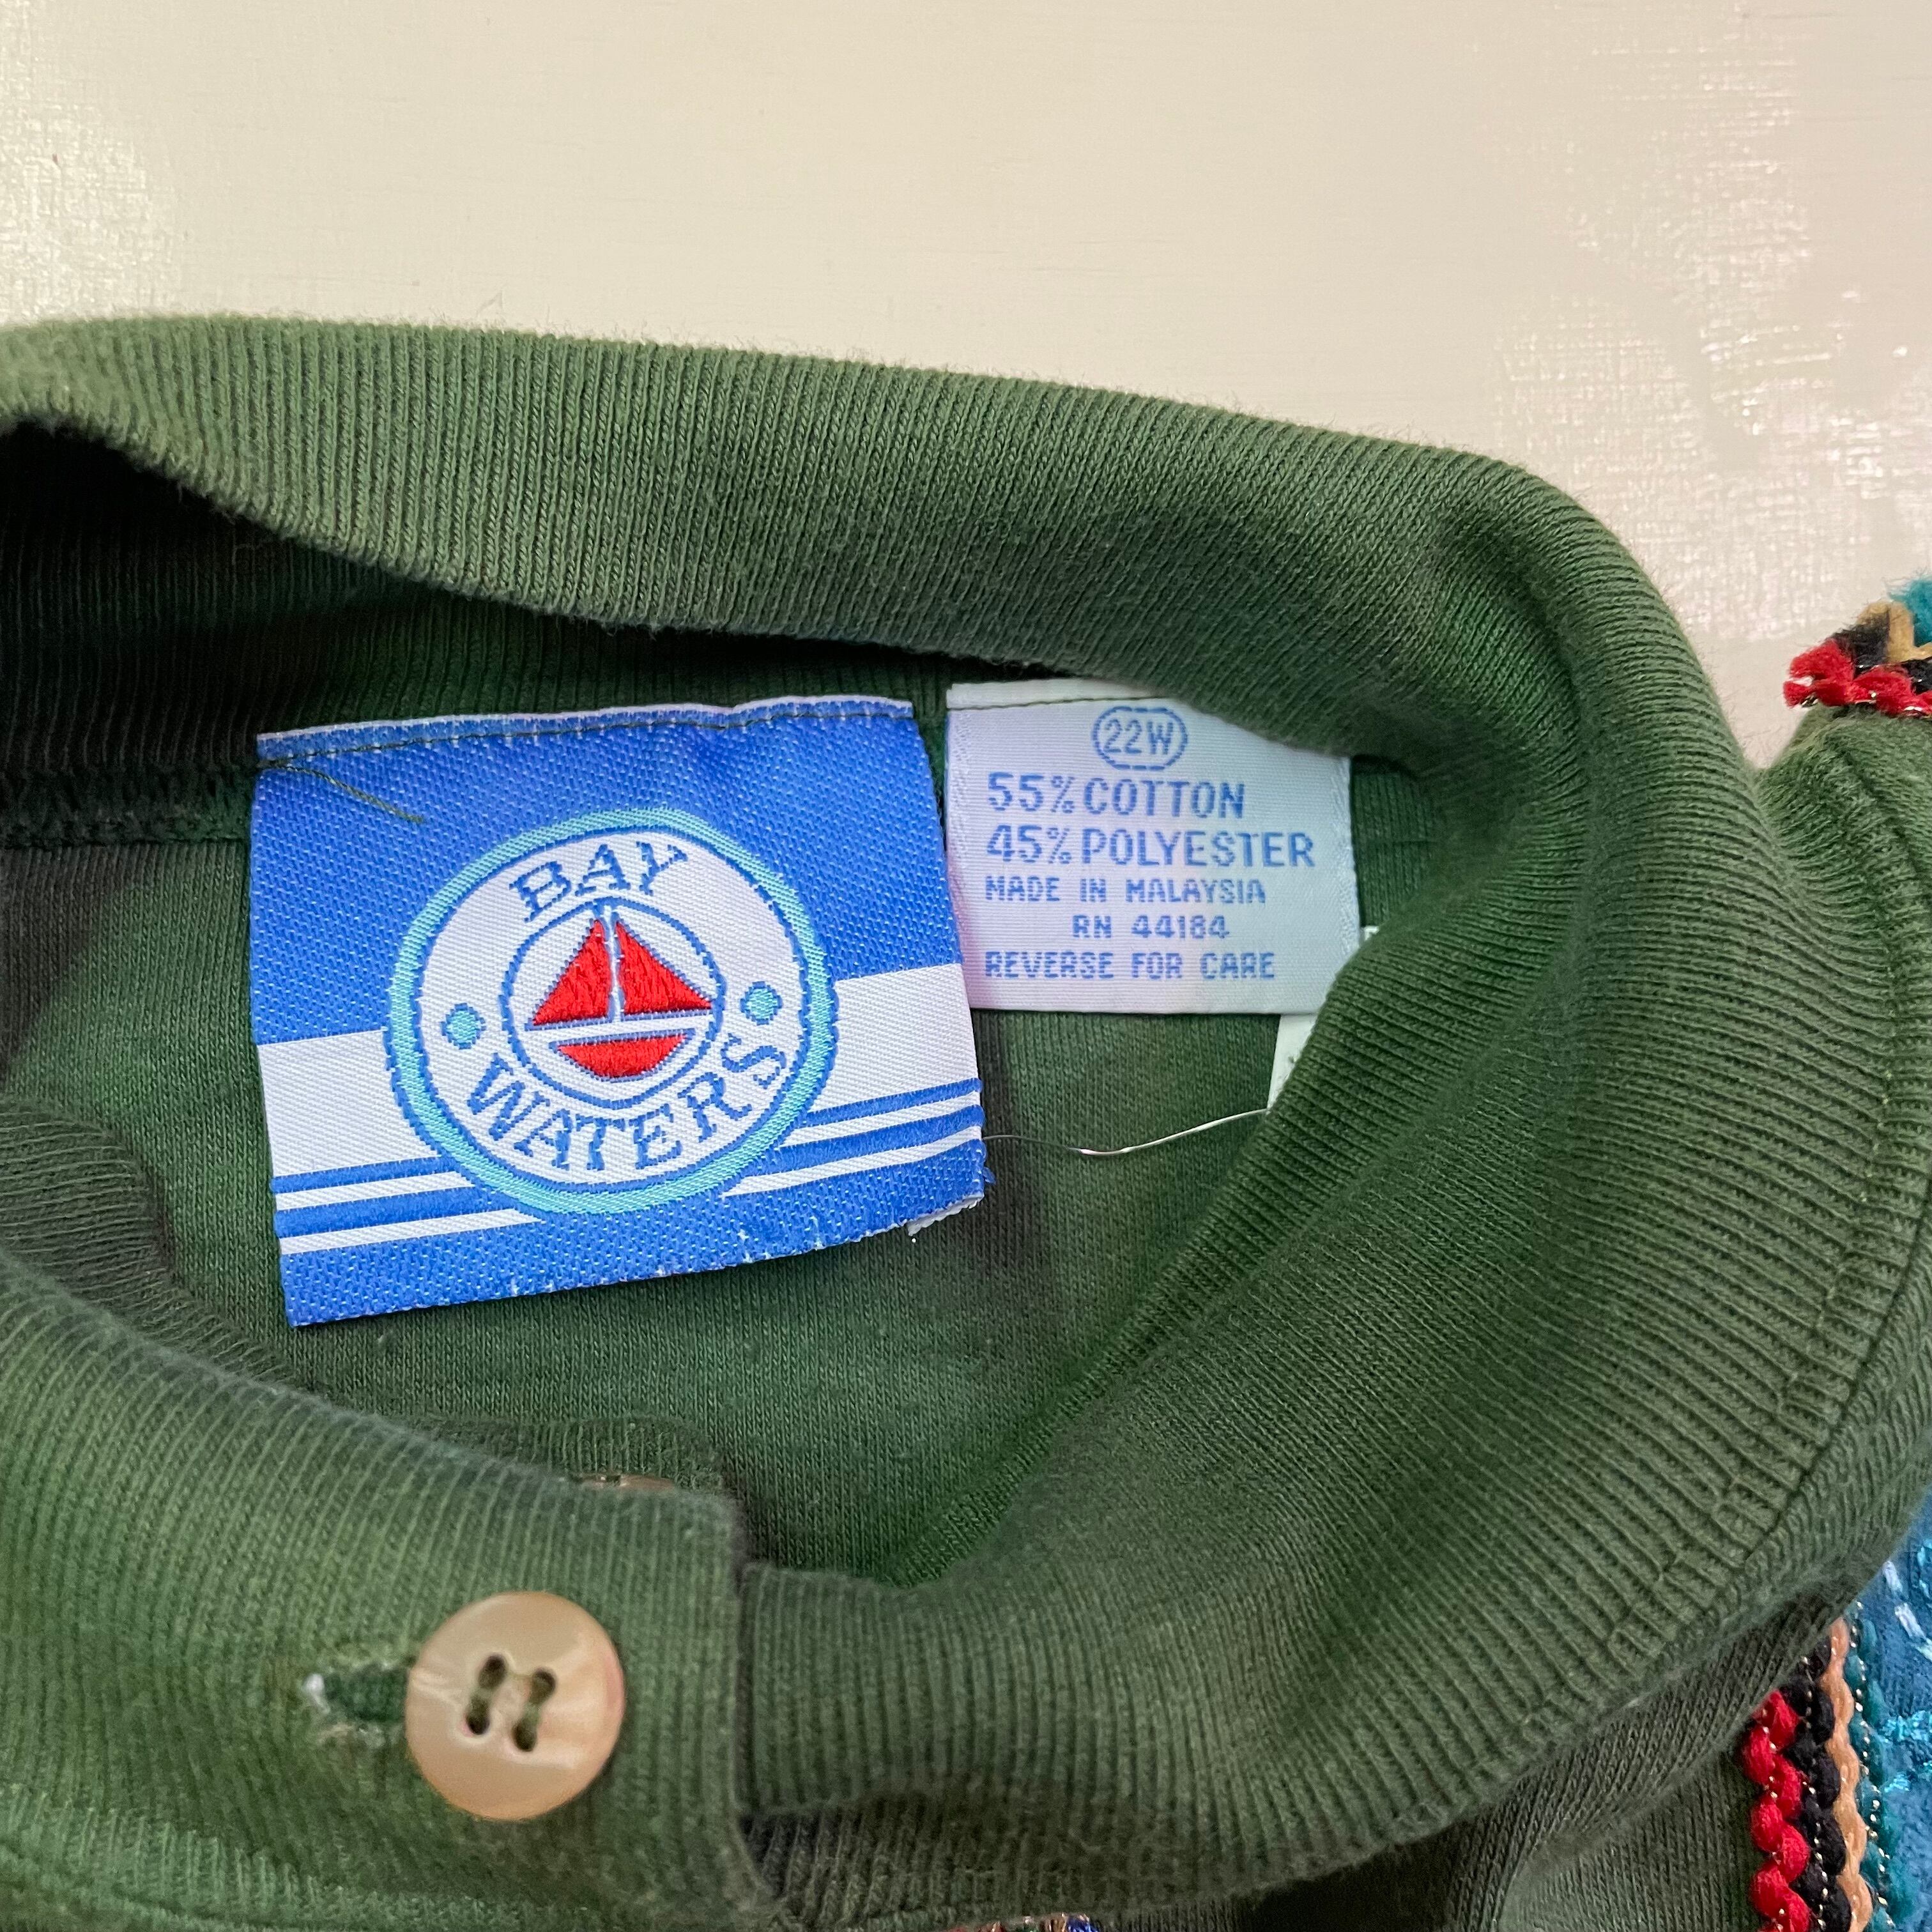 BAY
WATERS
22W
55% COTTON
45% POLYESTER
MADE IN MALAYSIA
RN 44184
REVERSE FOR CARE